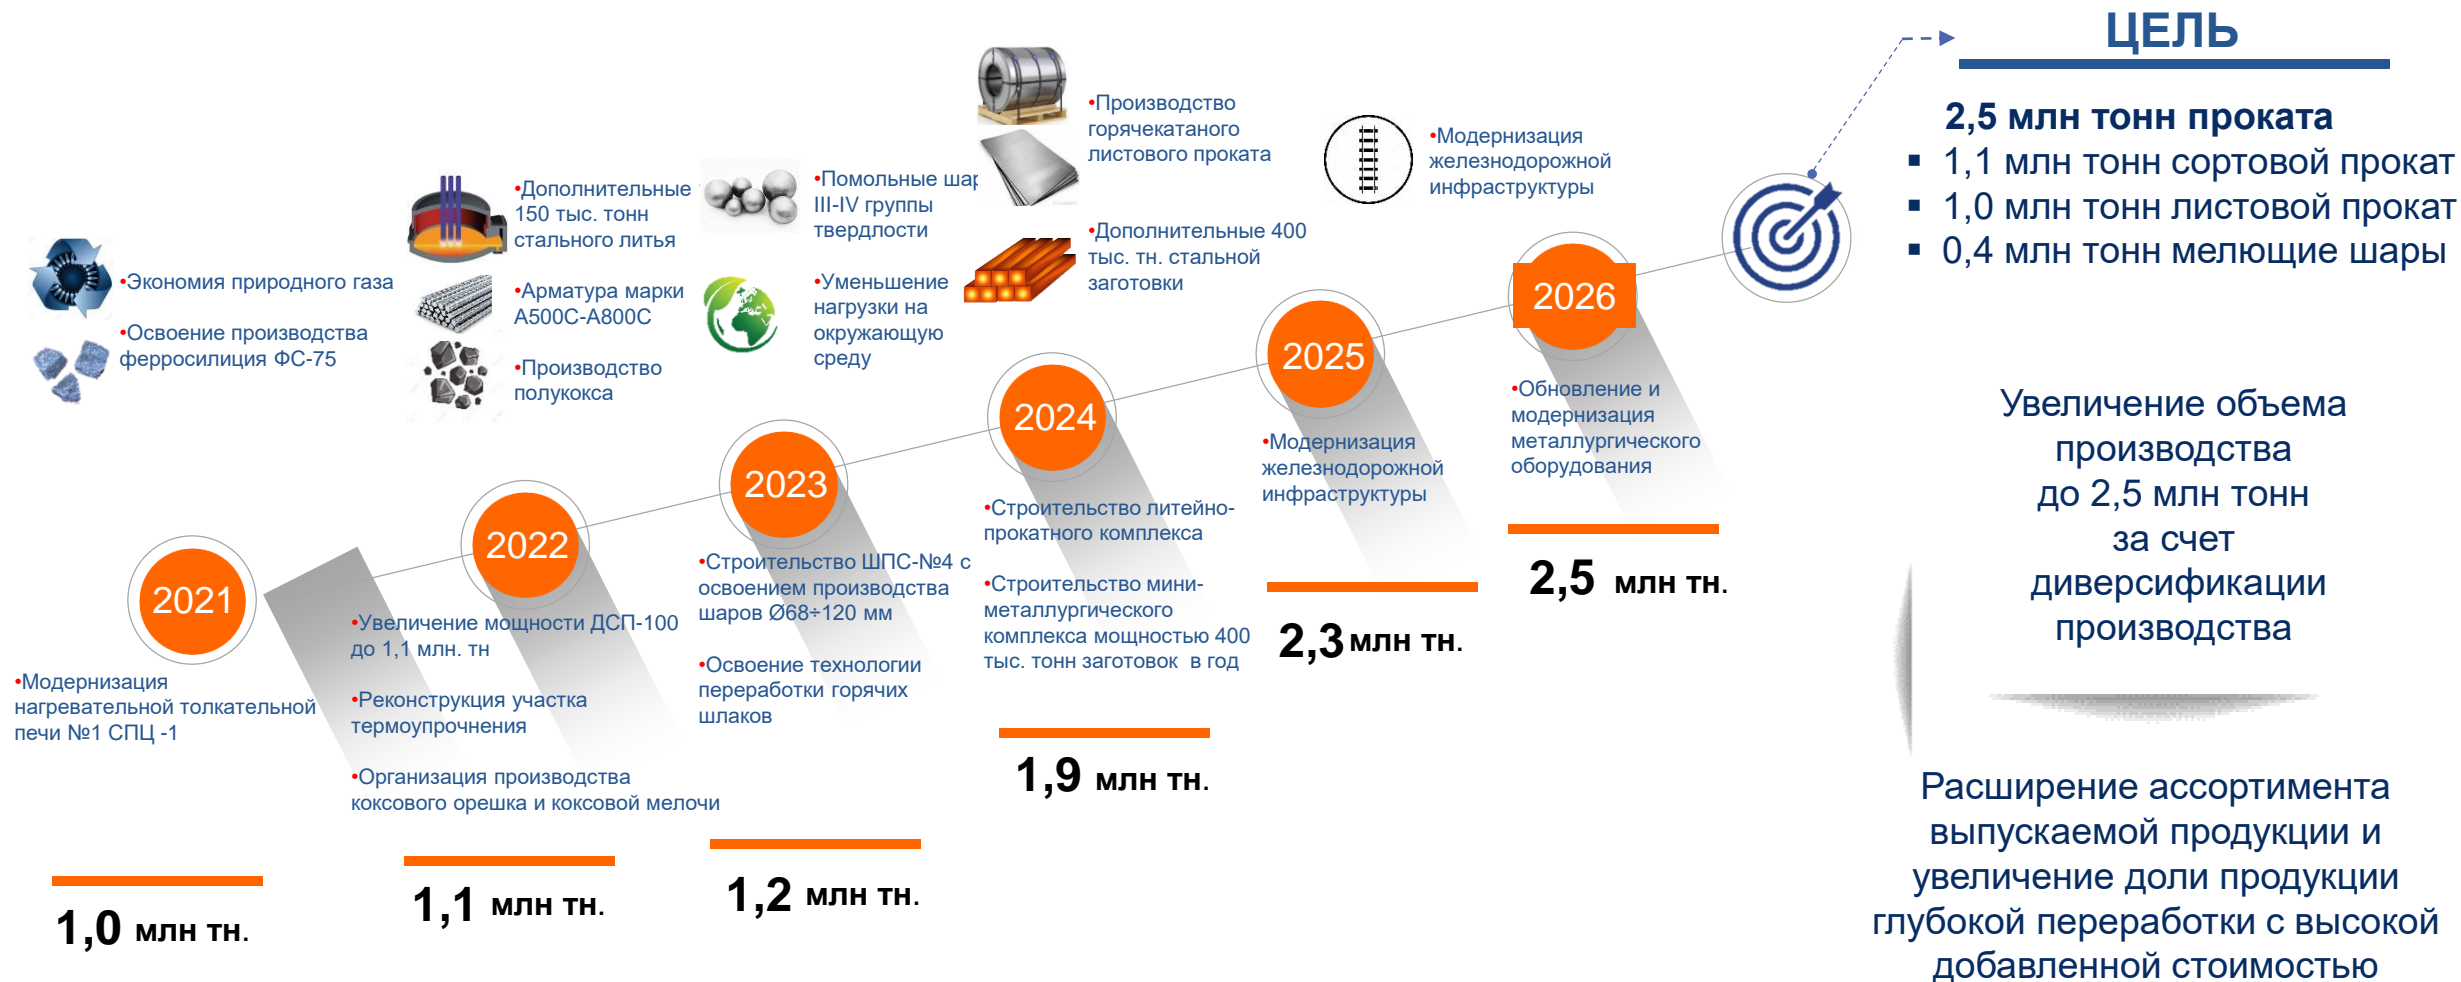 ЦЕЛЬ
2,5 млн тонн проката
▪ 1,1 млн тонн сортовой прокат
▪ 1,0 млн тонн листовой прокат
▪ 0,4 млн тонн мелющие шары
Увеличение объема
производства
до 2,5 млн тонн
за счет
диверсификации
производства
Расширение ассортимента
выпускаемой продукции и
увеличение доли продукции
глубокой переработки с высокой
добавленной стоимостью
•Экономия природного газа
•Освоение производства
ферросилиция ФС-75
2021
•Модернизация
нагревательной толкательной
печи №1 СПЦ -1
1,0 млн тн.
•Дополнительные
150 тыс. тонн
стального литья
•Арматура марки
А500С-А800С
•Производство
полукокса
2022
•Увеличение мощности ДСП-100
до 1,1 млн. тн
•Реконструкция участка
термоупрочнения
•Организация производства
коксового орешка и коксовой мелочи
1,1 млн тн.
•Помольные шар
III-IV группы
твердлости
•Уменьшение
нагрузки на
окружающую
среду
2023
•Строительство ШПС-№4 с
освоением производства
шаров Ø68÷120 мм
•Освоение технологии
переработки горячих
шлаков
1,2 млн тн.
•Производство
горячекатаного
листового проката
•Дополнительные 400
тыс. тн. стальной
заготовки
2024
•Строительство литейно-
прокатного комплекса
•Строительство мини-
металлургического
комплекса мощностью 400
тыс. тонн заготовок в год
1,9 млн тн.
•Модернизация
железнодорожной
инфраструктуры
2025
•Модернизация
железнодорожной
инфраструктуры
2,3 млн тн.
2026
•Обновление и
модернизация
металлургического
оборудования
2,5 млн тн.